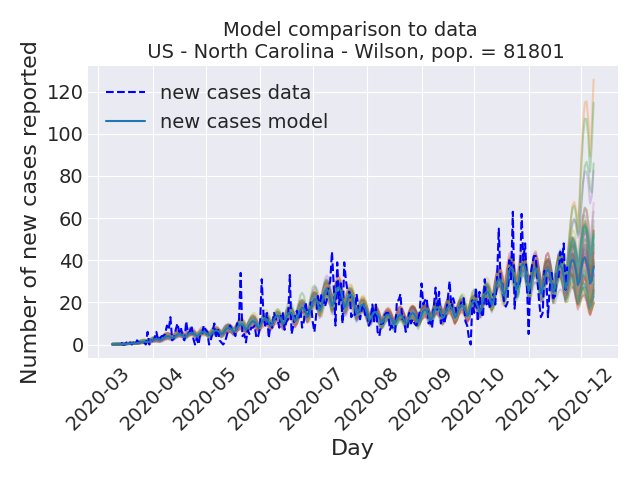 Model comparison to data
US - North Carolina - Wilson, pop. = 81801
new cases data
new cases model
Number of new cases reported
120
100
80
60
40
20
0
2020-03
2020-04
2020-05
2020-06
2020-07
2020-08
2020-09
2020-10
2020-11
2020-12
Day